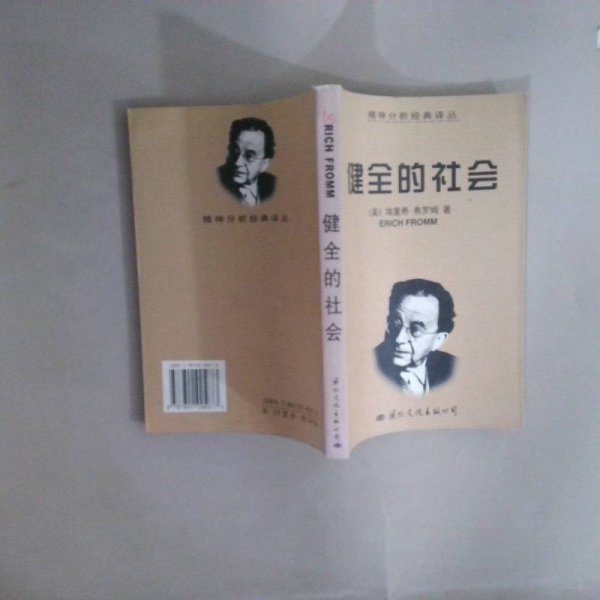 精神分析经典译丛
健全的社会
〔美〕埃里希·弗罗姆 著
ERICH FROMM
国际文化出版公司
RICH FROMM
健全的社会
精神分析经典译丛